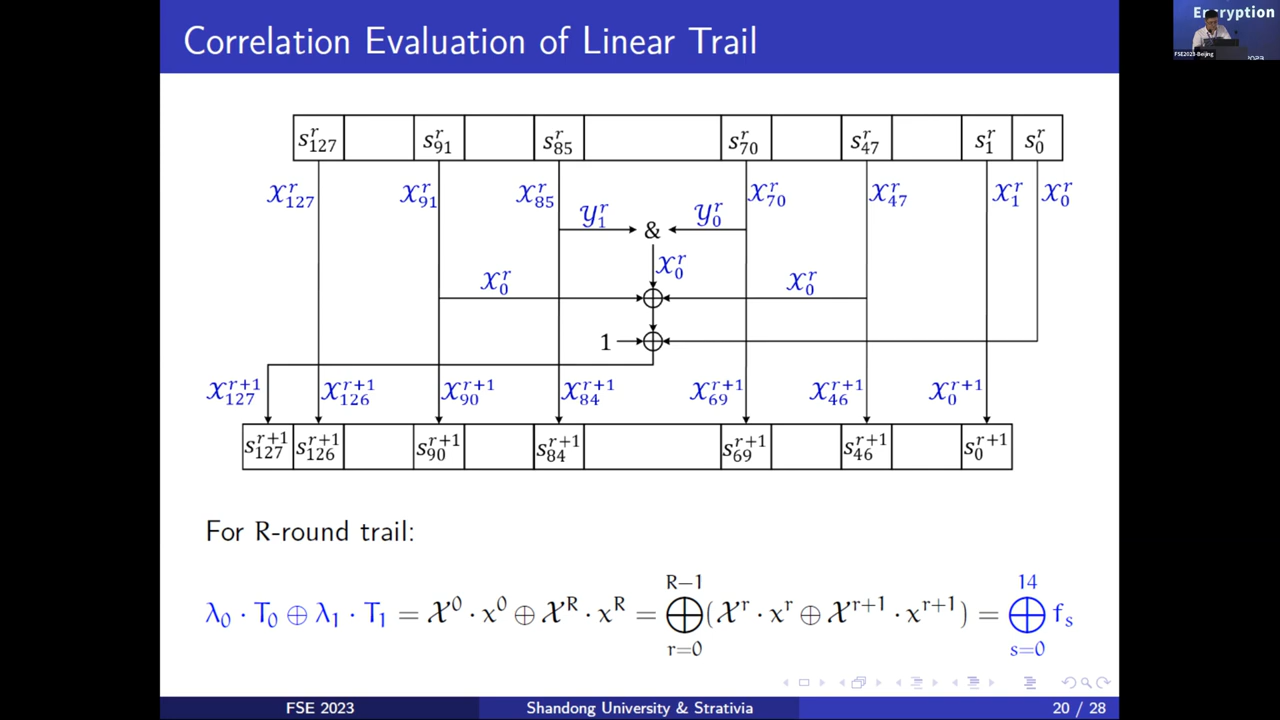 Correlation Evaluation of Linear Trail
Encryption
FSE2023-Beijing
2023
s^r_127 s^r_91 s^r_85 s^r_70 s^r_47 s^r_1 s^r_0
𝒳^r_127 𝒳^r_91 𝒳^r_85 𝒳^r_70 𝒳^r_47 𝒳^r_1 𝒳^r_0
𝒴^r_1 & 𝒴^r_0
𝒳^r_0
𝒳^r_0 ⊕ 𝒳^r_0
1 ⊕
𝒳^{r+1}_127 𝒳^{r+1}_126 𝒳^{r+1}_90 𝒳^{r+1}_84 𝒳^{r+1}_69 𝒳^{r+1}_46 𝒳^{r+1}_0
s^{r+1}_127 s^{r+1}_126 s^{r+1}_90 s^{r+1}_84 s^{r+1}_69 s^{r+1}_46 s^{r+1}_0
For R-round trail:
λ_0 · T_0 ⊕ λ_1 · T_1 = 𝒳^0 · x^0 ⊕ 𝒳^R · x^R = ⊕_{r=0}^{R−1} (𝒳^r · x^r ⊕ 𝒳^{r+1} · x^{r+1}) = ⊕_{s=0}^{14} f_s
FSE 2023 Shandong University & Strativia 20 / 28